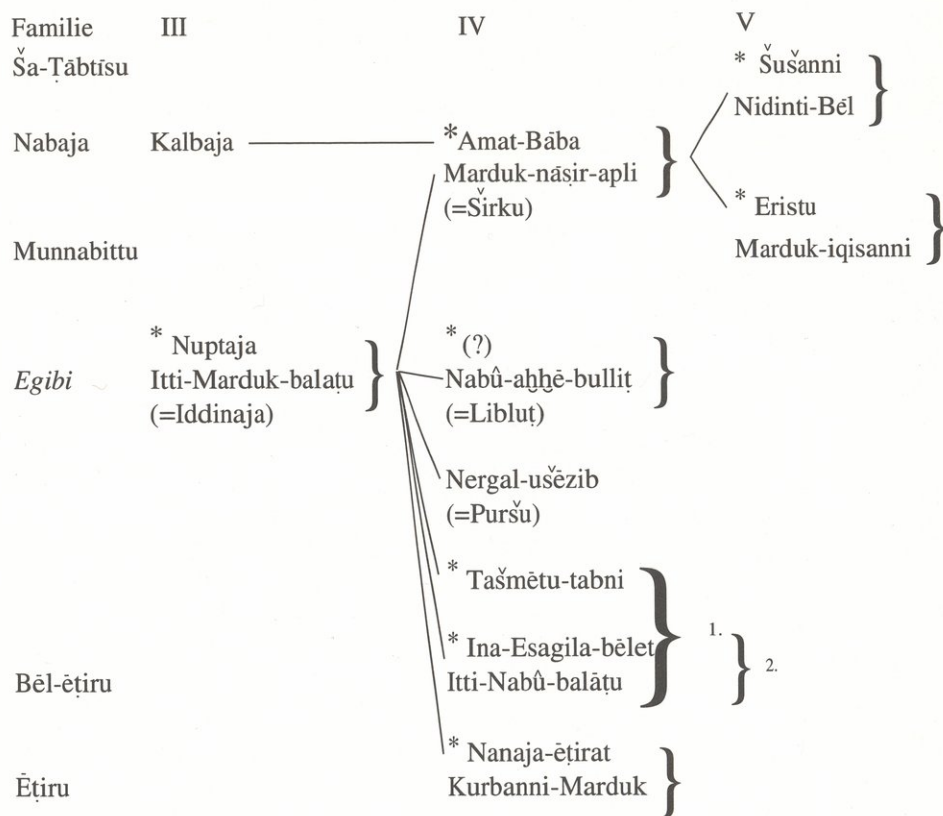 Familie III IV V
Ša-Ṭābtīsu * Šušanni
Nidinti-Bēl
Nabaja Kalbaja *Amat-Bāba
Marduk-nāṣir-apli
(=Širku) * Eristu
Munnabittu Marduk-iqisanni
* Nuptaja * (?)
Egibi Itti-Marduk-balaṭu Nabû-aḫḫē-bulliṭ
(=Iddinaja) (=Libluṭ)
Nergal-ušēzib
(=Puršu)
* Tašmētu-tabni
* Ina-Esagila-bēlet 1.
Bēl-ēṭiru Itti-Nabû-balāṭu 2.
* Nanaja-ēṭirat
Ēṭiru Kurbanni-Marduk